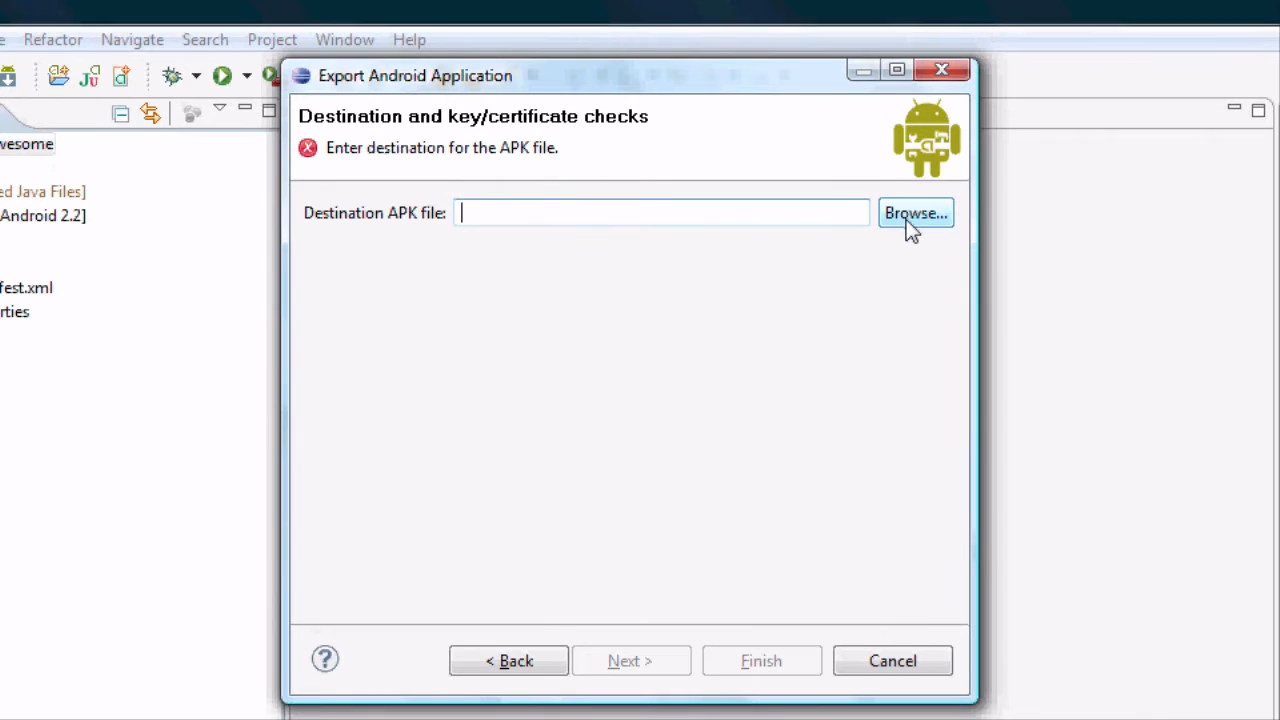 e Refactor Navigate Search Project Window Help
Export Android Application
Destination and key/certificate checks
Enter destination for the APK file.
Destination APK file: Browse...
wesome
ed Java Files]
Android 2.2]
fest.xml
rties
? < Back Next > Finish Cancel